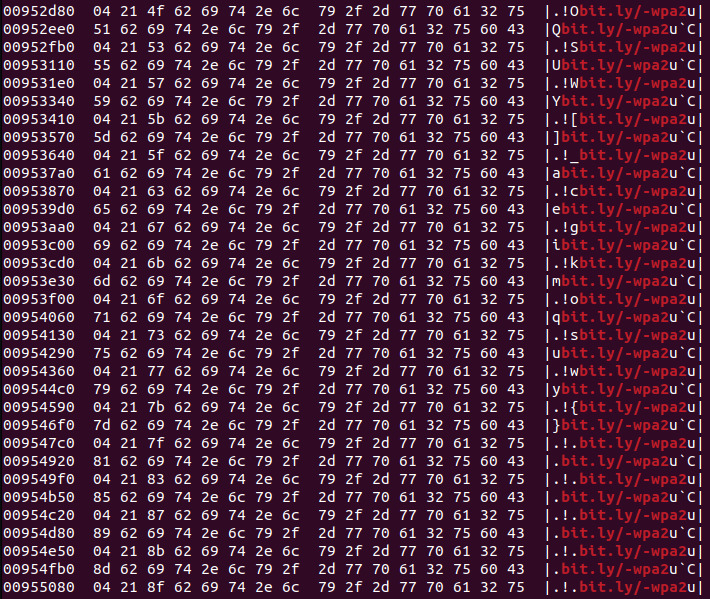 00952d80  04 21 4f 62 69 74 2e 6c  79 2f 2d 77 70 61 32 75  |.!Obit.ly/-wpa2u|
00952ee0  51 62 69 74 2e 6c 79 2f  2d 77 70 61 32 75 60 43  |Qbit.ly/-wpa2u`C|
00952fb0  04 21 53 62 69 74 2e 6c  79 2f 2d 77 70 61 32 75  |.!Sbit.ly/-wpa2u|
00953110  55 62 69 74 2e 6c 79 2f  2d 77 70 61 32 75 60 43  |Ubit.ly/-wpa2u`C|
009531e0  04 21 57 62 69 74 2e 6c  79 2f 2d 77 70 61 32 75  |.!Wbit.ly/-wpa2u|
00953340  59 62 69 74 2e 6c 79 2f  2d 77 70 61 32 75 60 43  |Ybit.ly/-wpa2u`C|
00953410  04 21 5b 62 69 74 2e 6c  79 2f 2d 77 70 61 32 75  |.![bit.ly/-wpa2u|
00953570  5d 62 69 74 2e 6c 79 2f  2d 77 70 61 32 75 60 43  |]bit.ly/-wpa2u`C|
00953640  04 21 5f 62 69 74 2e 6c  79 2f 2d 77 70 61 32 75  |.!_bit.ly/-wpa2u|
009537a0  61 62 69 74 2e 6c 79 2f  2d 77 70 61 32 75 60 43  |abit.ly/-wpa2u`C|
00953870  04 21 63 62 69 74 2e 6c  79 2f 2d 77 70 61 32 75  |.!cbit.ly/-wpa2u|
009539d0  65 62 69 74 2e 6c 79 2f  2d 77 70 61 32 75 60 43  |ebit.ly/-wpa2u`C|
00953aa0  04 21 67 62 69 74 2e 6c  79 2f 2d 77 70 61 32 75  |.!gbit.ly/-wpa2u|
00953c00  69 62 69 74 2e 6c 79 2f  2d 77 70 61 32 75 60 43  |ibit.ly/-wpa2u`C|
00953cd0  04 21 6b 62 69 74 2e 6c  79 2f 2d 77 70 61 32 75  |.!kbit.ly/-wpa2u|
00953e30  6d 62 69 74 2e 6c 79 2f  2d 77 70 61 32 75 60 43  |mbit.ly/-wpa2u`C|
00953f00  04 21 6f 62 69 74 2e 6c  79 2f 2d 77 70 61 32 75  |.!obit.ly/-wpa2u|
00954060  71 62 69 74 2e 6c 79 2f  2d 77 70 61 32 75 60 43  |qbit.ly/-wpa2u`C|
00954130  04 21 73 62 69 74 2e 6c  79 2f 2d 77 70 61 32 75  |.!sbit.ly/-wpa2u|
00954290  75 62 69 74 2e 6c 79 2f  2d 77 70 61 32 75 60 43  |ubit.ly/-wpa2u`C|
00954360  04 21 77 62 69 74 2e 6c  79 2f 2d 77 70 61 32 75  |.!wbit.ly/-wpa2u|
009544c0  79 62 69 74 2e 6c 79 2f  2d 77 70 61 32 75 60 43  |ybit.ly/-wpa2u`C|
00954590  04 21 7b 62 69 74 2e 6c  79 2f 2d 77 70 61 32 75  |.!{bit.ly/-wpa2u|
009546f0  7d 62 69 74 2e 6c 79 2f  2d 77 70 61 32 75 60 43  |}bit.ly/-wpa2u`C|
009547c0  04 21 7f 62 69 74 2e 6c  79 2f 2d 77 70 61 32 75  |.!.bit.ly/-wpa2u|
00954920  81 62 69 74 2e 6c 79 2f  2d 77 70 61 32 75 60 43  |.bit.ly/-wpa2u`C|
009549f0  04 21 83 62 69 74 2e 6c  79 2f 2d 77 70 61 32 75  |.!.bit.ly/-wpa2u|
00954b50  85 62 69 74 2e 6c 79 2f  2d 77 70 61 32 75 60 43  |.bit.ly/-wpa2u`C|
00954c20  04 21 87 62 69 74 2e 6c  79 2f 2d 77 70 61 32 75  |.!.bit.ly/-wpa2u|
00954d80  89 62 69 74 2e 6c 79 2f  2d 77 70 61 32 75 60 43  |.bit.ly/-wpa2u`C|
00954e50  04 21 8b 62 69 74 2e 6c  79 2f 2d 77 70 61 32 75  |.!.bit.ly/-wpa2u|
00954fb0  8d 62 69 74 2e 6c 79 2f  2d 77 70 61 32 75 60 43  |.bit.ly/-wpa2u`C|
00955080  04 21 8f 62 69 74 2e 6c  79 2f 2d 77 70 61 32 75  |.!.bit.ly/-wpa2u|